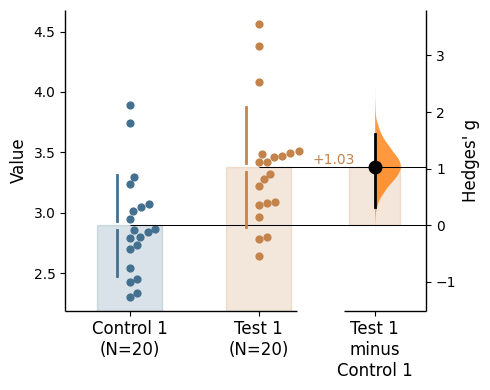 4.5
4.0
3.5
3.0
2.5
Value
+1.03
3
2
1
0
−1
Hedges' g
Control 1
(N=20)
Test 1
(N=20)
Test 1
minus
Control 1